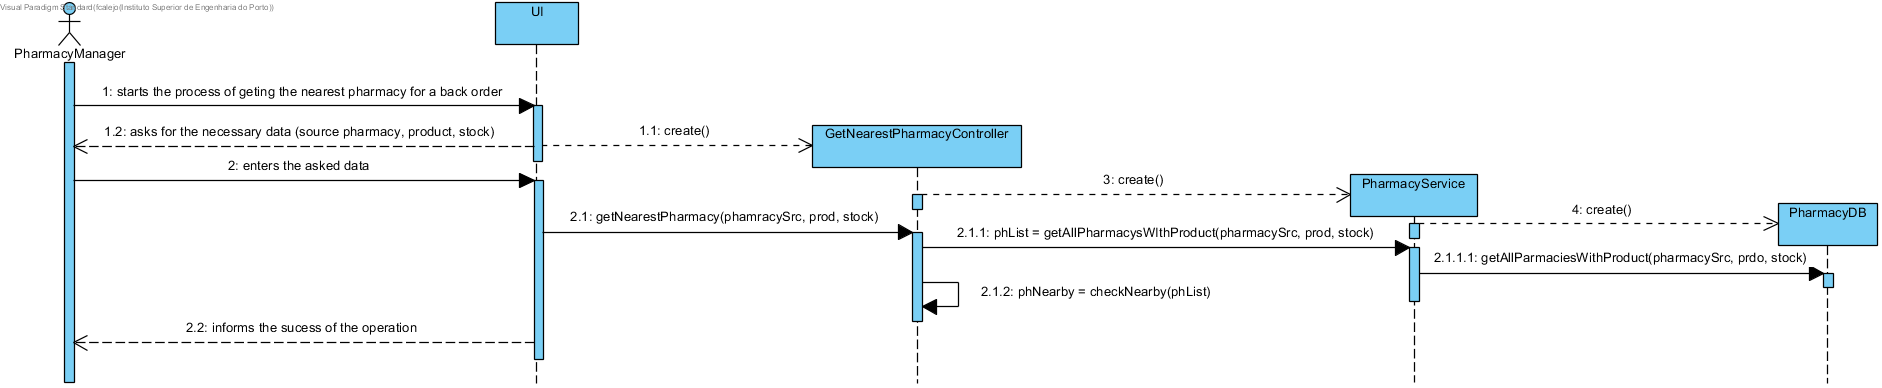 Visual Paradigm Standard(fcalejo(Instituto Superior de Engenharia do Porto))
UI
PharmacyManager
1: starts the process of geting the nearest pharmacy for a back order
1.2: asks for the necessary data (source pharmacy, product, stock)
1.1: create()
GetNearestPharmacyController
2: enters the asked data
3: create()
PharmacyService
2.1: getNearestPharmacy(phamracySrc, prod, stock)
4: create()
PharmacyDB
2.1.1: phList = getAllPharmacysWIthProduct(pharmacySrc, prod, stock)
2.1.1.1: getAllParmaciesWithProduct(pharmacySrc, prdo, stock)
2.1.2: phNearby = checkNearby(phList)
2.2: informs the sucess of the operation